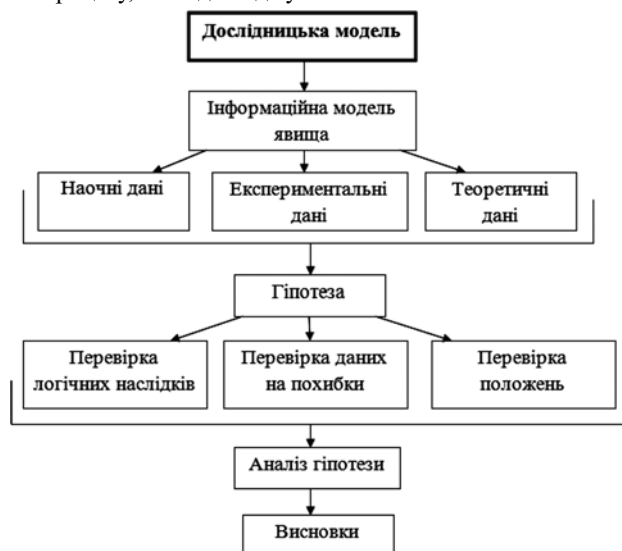 Дослідницька модель
Інформаційна модель
явища
Наочні дані
Експериментальні
дані
Теоретичні
дані
Гіпотеза
Перевірка
логічних наслідків
Перевірка даних
на похибки
Перевірка
положень
Аналіз гіпотези
Висновки